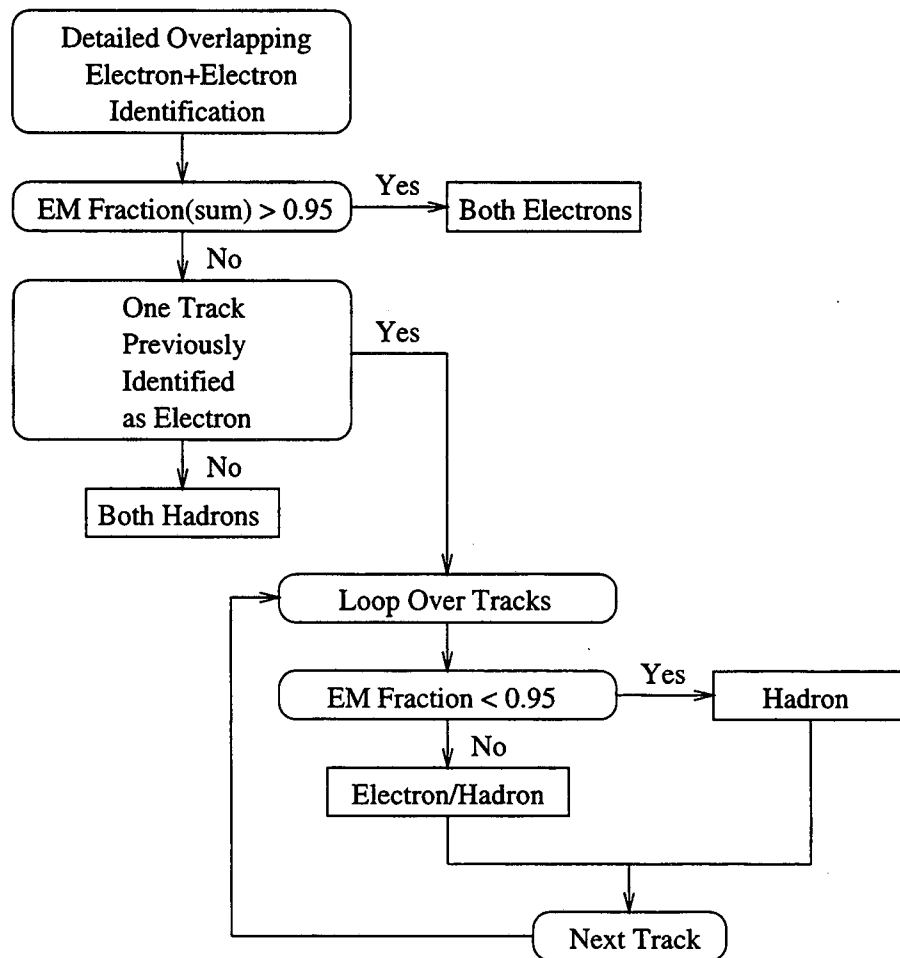 Detailed Overlapping
Electron+Electron
Identification
EM Fraction(sum) > 0.95
Yes
Both Electrons
No
One Track
Previously
Identified
as Electron
Yes
No
Both Hadrons
Loop Over Tracks
EM Fraction < 0.95
Yes
Hadron
No
Electron/Hadron
Next Track